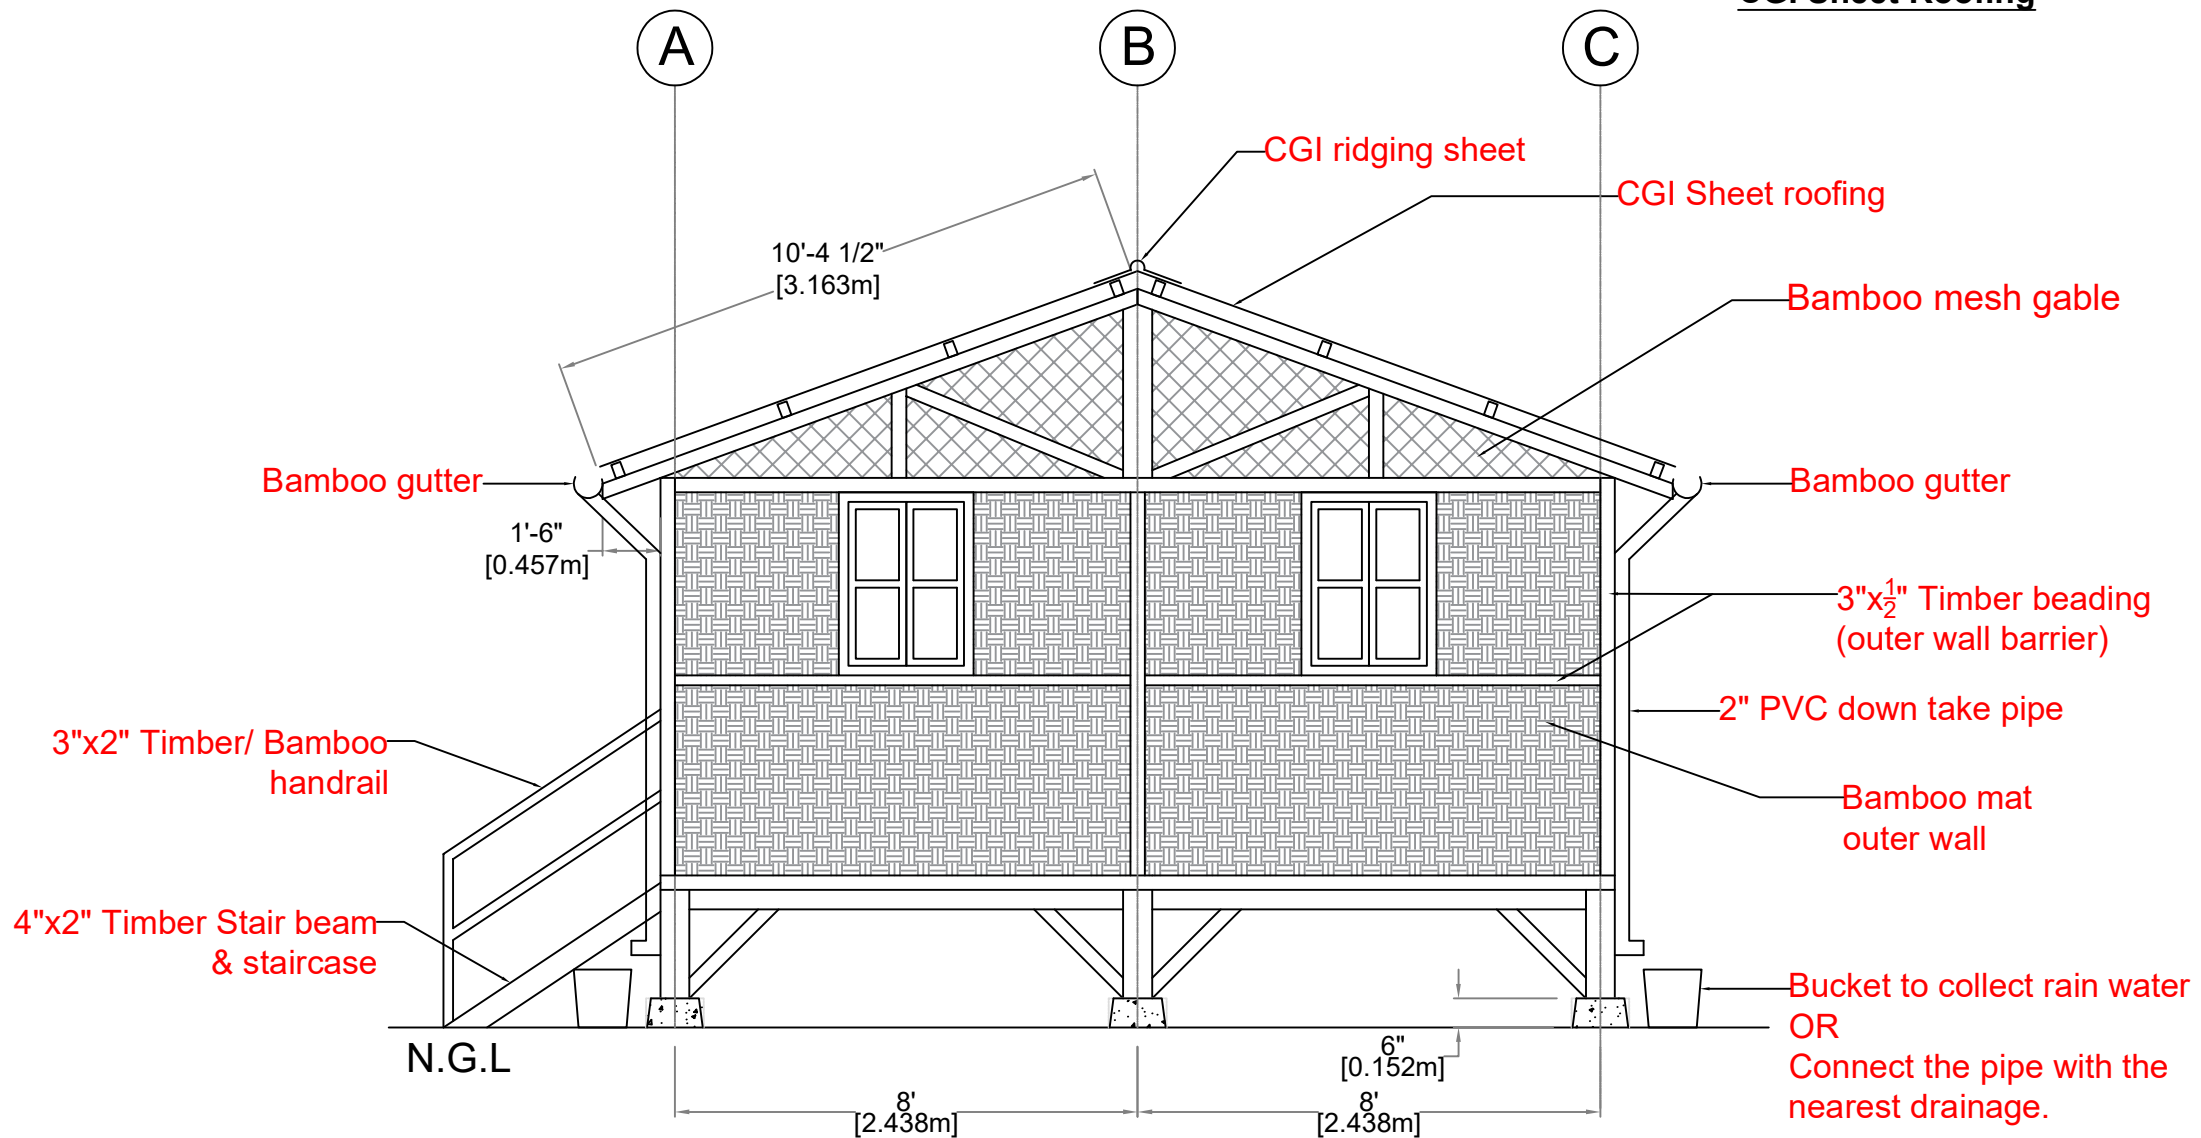 CGI Sheet Roofing
A
B
C
CGI ridging sheet
CGI Sheet roofing
10'-4 1/2"
[3.163m]
Bamboo mesh gable
Bamboo gutter
Bamboo gutter
1'-6"
[0.457m]
3"x1/2" Timber beading
(outer wall barrier)
2" PVC down take pipe
3"x2" Timber/ Bamboo
handrail
Bamboo mat
outer wall
4"x2" Timber Stair beam
& staircase
Bucket to collect rain water
OR
Connect the pipe with the
nearest drainage.
N.G.L
6"
[0.152m]
8'
[2.438m]
8'
[2.438m]